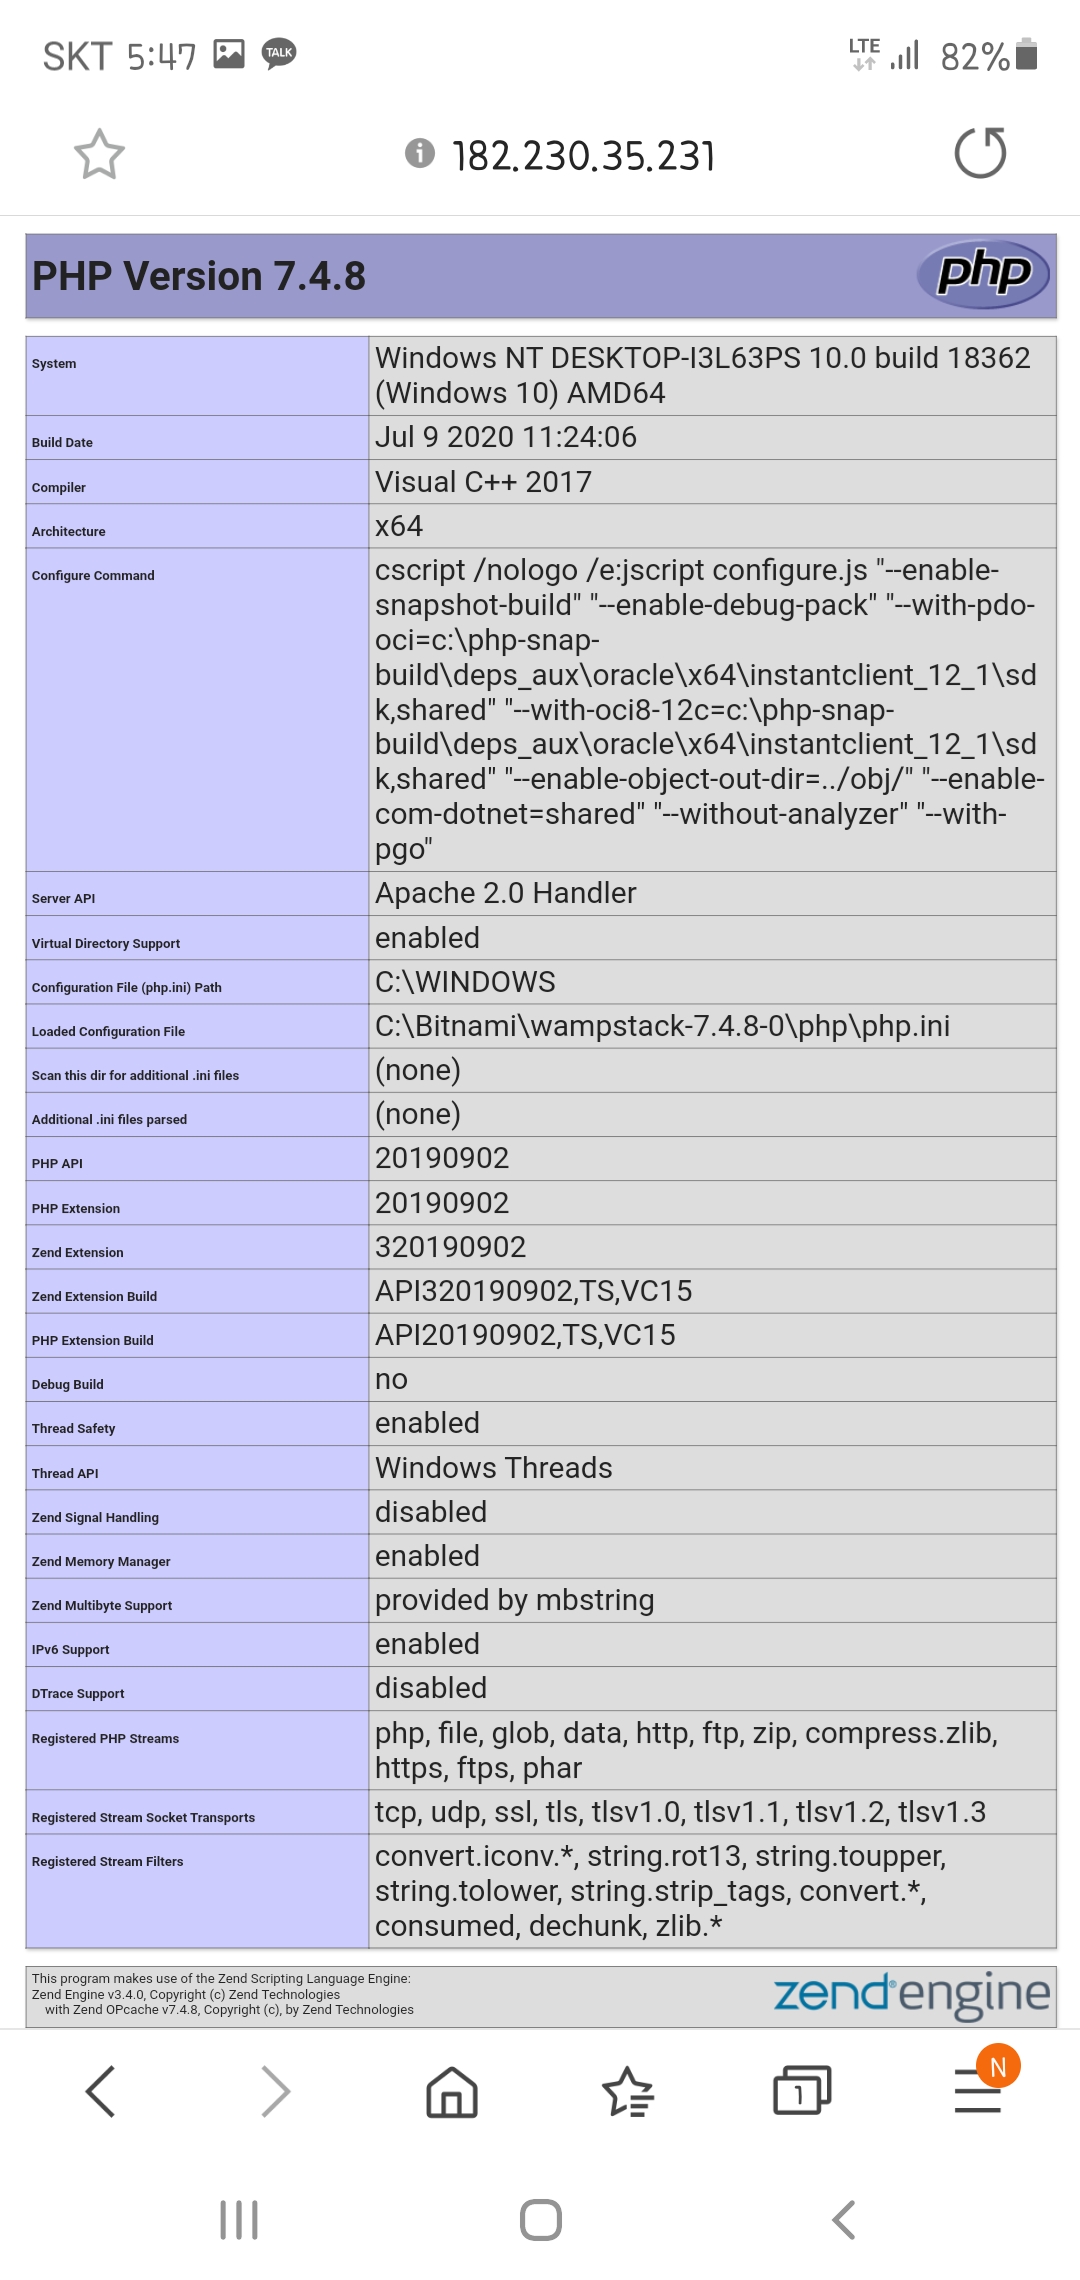 SKT 5:47 TALK LTE 82%
182.230.35.231
PHP Version 7.4.8 php
System Windows NT DESKTOP-I3L63PS 10.0 build 18362
(Windows 10) AMD64
Build Date Jul 9 2020 11:24:06
Compiler Visual C++ 2017
Architecture x64
Configure Command cscript /nologo /e:jscript configure.js "--enable-
snapshot-build" "--enable-debug-pack" "--with-pdo-
oci=c:\php-snap-
build\deps_aux\oracle\x64\instantclient_12_1\sd
k,shared" "--with-oci8-12c=c:\php-snap-
build\deps_aux\oracle\x64\instantclient_12_1\sd
k,shared" "--enable-object-out-dir=../obj/" "--enable-
com-dotnet=shared" "--without-analyzer" "--with-
pgo"
Server API Apache 2.0 Handler
Virtual Directory Support enabled
Configuration File (php.ini) Path C:\WINDOWS
Loaded Configuration File C:\Bitnami\wampstack-7.4.8-0\php\php.ini
Scan this dir for additional .ini files (none)
Additional .ini files parsed (none)
PHP API 20190902
PHP Extension 20190902
Zend Extension 320190902
Zend Extension Build API320190902,TS,VC15
PHP Extension Build API20190902,TS,VC15
Debug Build no
Thread Safety enabled
Thread API Windows Threads
Zend Signal Handling disabled
Zend Memory Manager enabled
Zend Multibyte Support provided by mbstring
IPv6 Support enabled
DTrace Support disabled
Registered PHP Streams php, file, glob, data, http, ftp, zip, compress.zlib,
https, ftps, phar
Registered Stream Socket Transports tcp, udp, ssl, tls, tlsv1.0, tlsv1.1, tlsv1.2, tlsv1.3
Registered Stream Filters convert.iconv.*, string.rot13, string.toupper,
string.tolower, string.strip_tags, convert.*,
consumed, dechunk, zlib.*
This program makes use of the Zend Scripting Language Engine:
Zend Engine v3.4.0, Copyright (c) Zend Technologies
with Zend OPcache v7.4.8, Copyright (c), by Zend Technologies
zend® engine
1 N